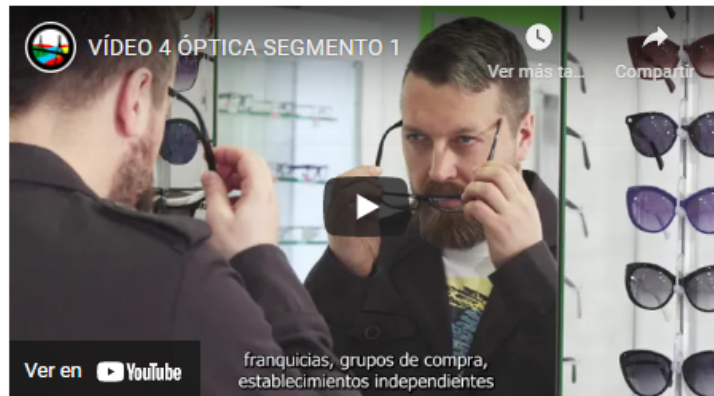 VÍDEO 4 ÓPTICA SEGMENTO 1
Ver más ta...
Compartir
franquicias, grupos de compra,
establecimientos independientes
Ver en YouTube